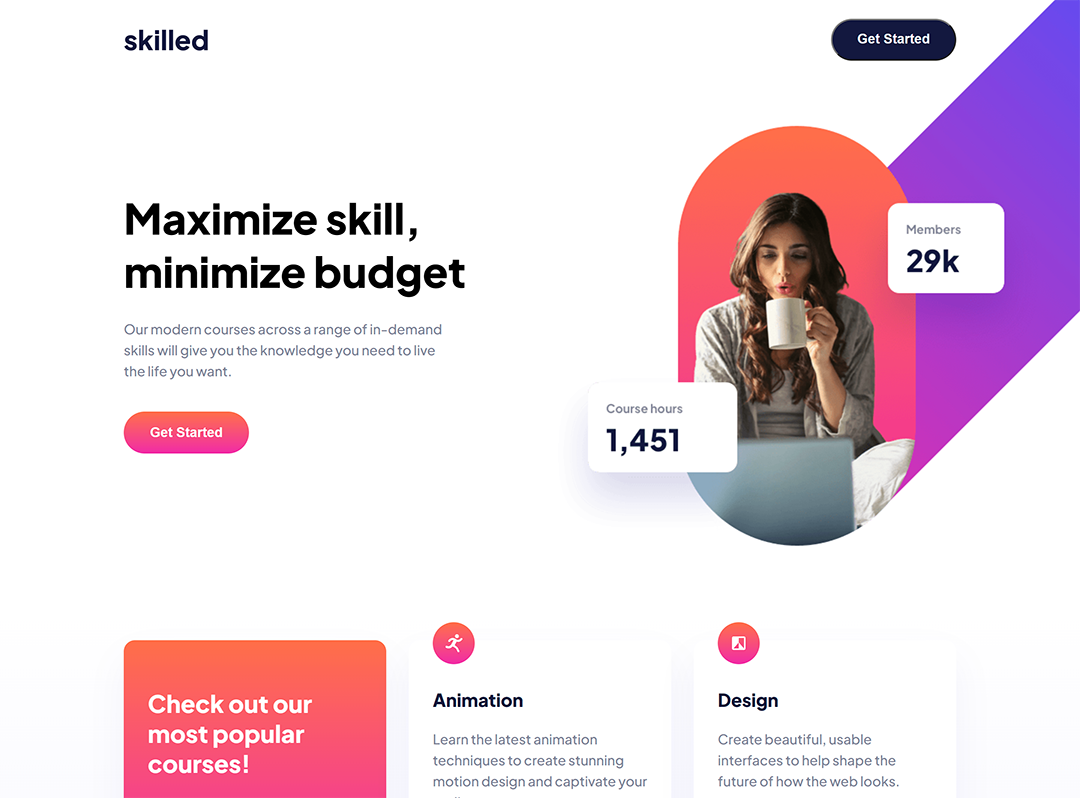 skilled
Get Started
Maximize skill,
minimize budget
Our modern courses across a range of in-demand
skills will give you the knowledge you need to live
the life you want.
Get Started
Members
29k
Course hours
1,451
Check out our
most popular
courses!
Animation
Learn the latest animation
techniques to create stunning
motion design and captivate your
Design
Create beautiful, usable
interfaces to help shape the
future of how the web looks.